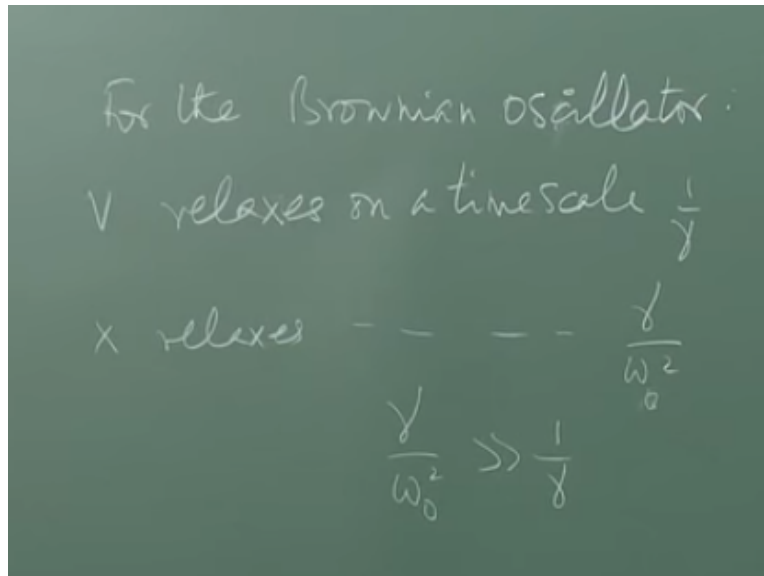 For the Brownian oscillator:
V relaxes on a timescale 1/γ
X relaxes - - - - γ/ω₀²
γ/ω₀² >> 1/γ